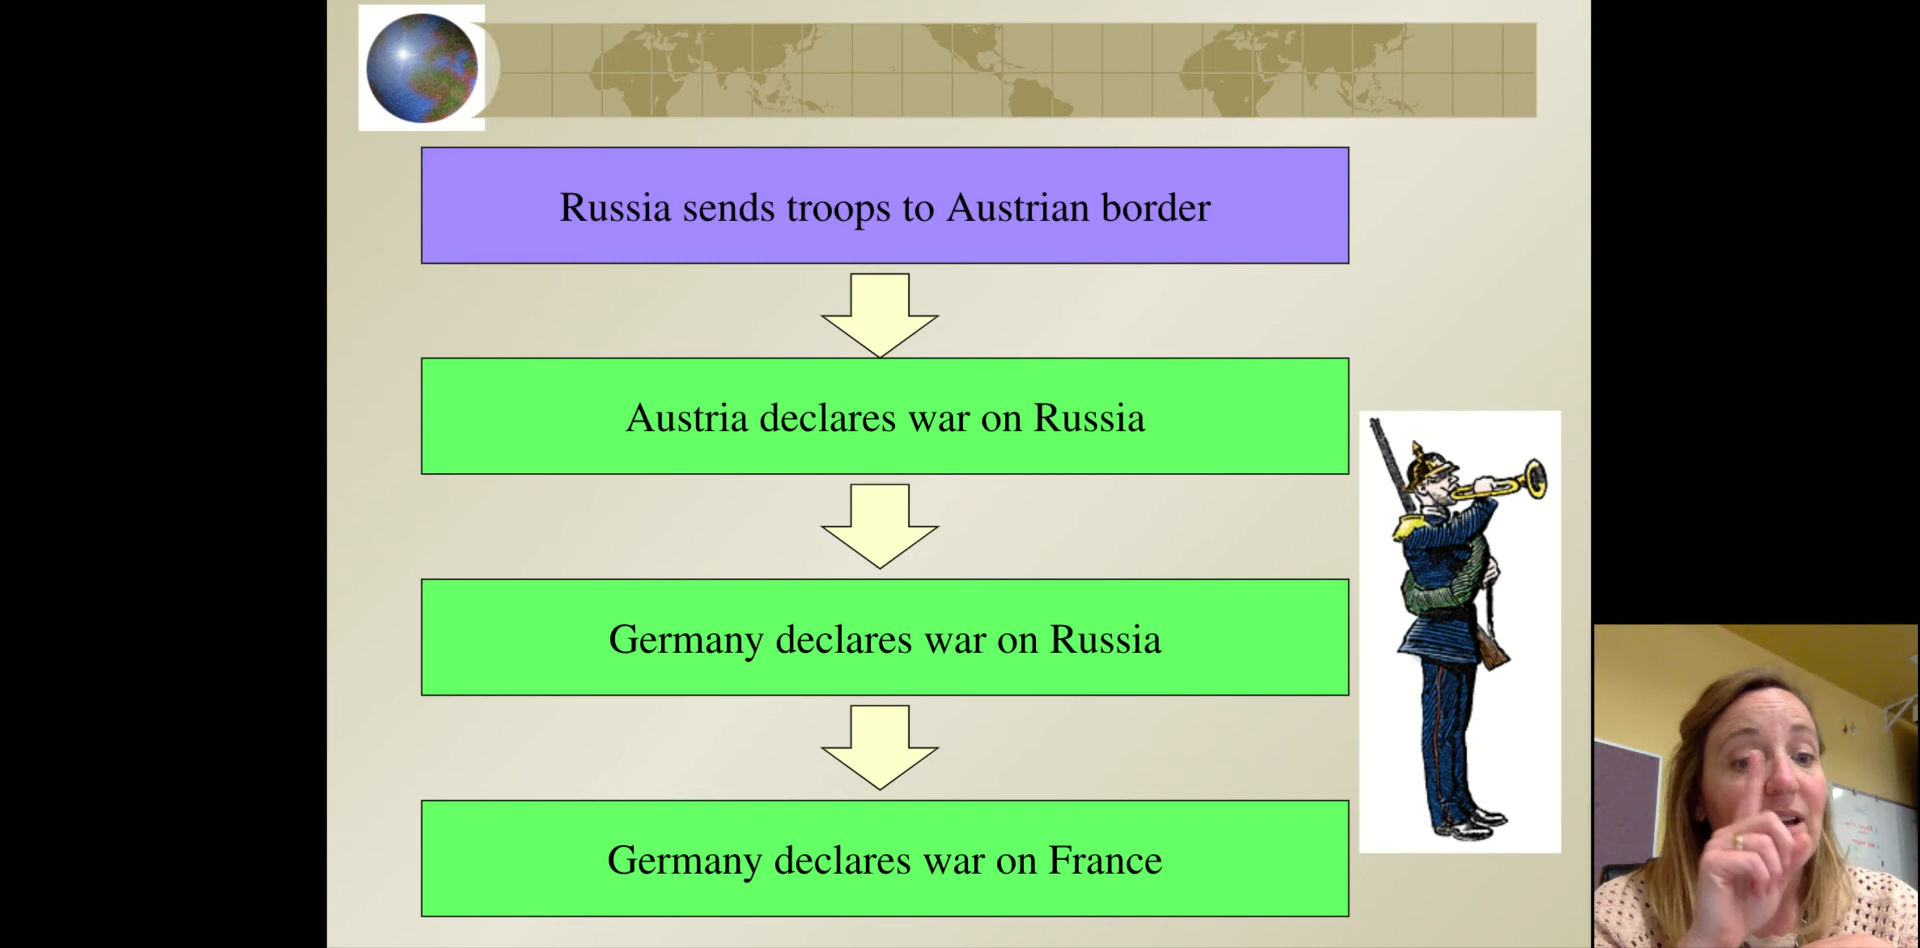 Russia sends troops to Austrian border
Austria declares war on Russia
Germany declares war on Russia
Germany declares war on France